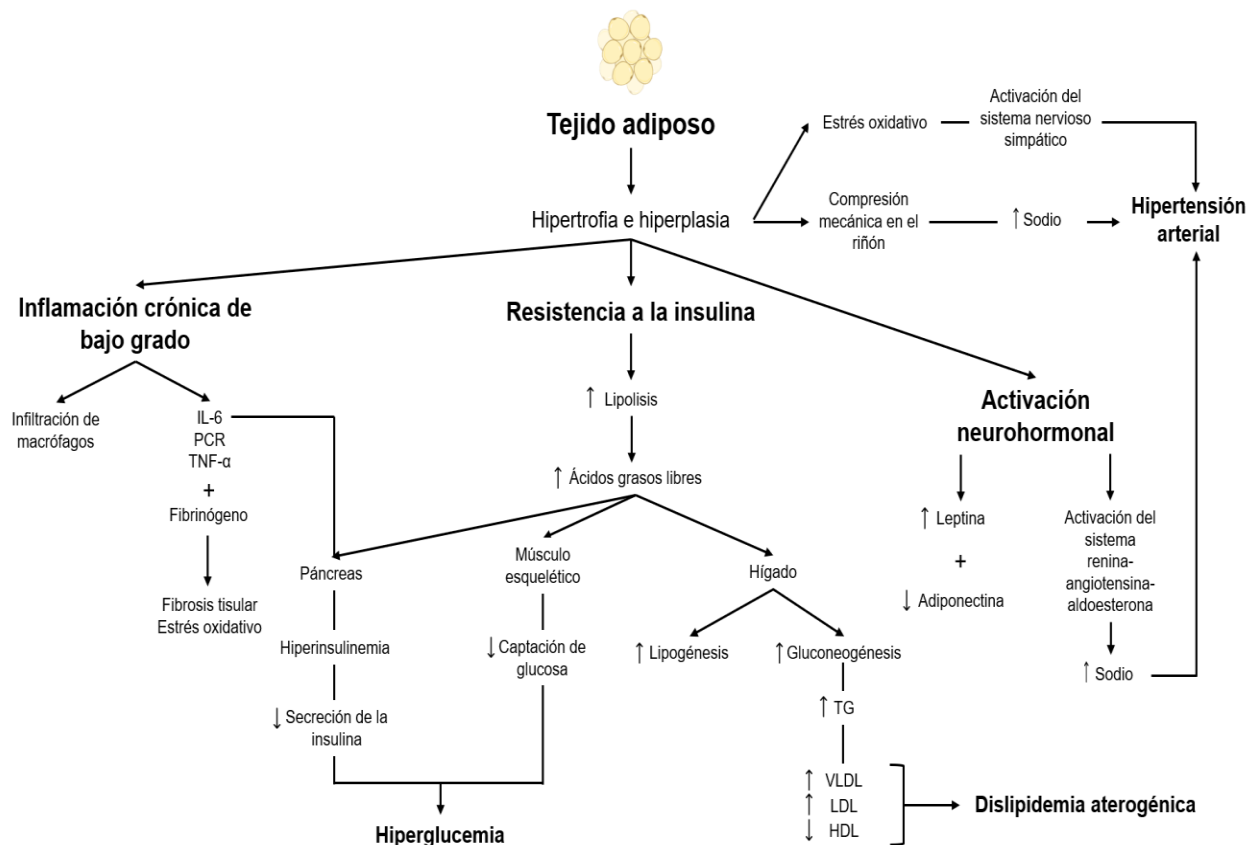 Tejido adiposo
Hipertrofia e hiperplasia
Estrés oxidativo
Activación del
sistema nervioso
simpático
Compresión
mecánica en el
riñón
↑ Sodio
Hipertensión
arterial
Inflamación crónica de
bajo grado
Infiltración de
macrófagos
IL-6
PCR
TNF-α
+
Fibrinógeno
Fibrosis tisular
Estrés oxidativo
Resistencia a la insulina
↑ Lipolisis
↑ Ácidos grasos libres
Páncreas
Hiperinsulinemia
↓ Secreción de la
insulina
Músculo
esquelético
↓ Captación de
glucosa
Hiperglucemia
Hígado
↑ Lipogénesis
↑ Gluconeogénesis
↑ TG
↑ VLDL
↑ LDL
↓ HDL
Dislipidemia aterogénica
Activación
neurohormonal
↑ Leptina
+
↓ Adiponectina
Activación del
sistema
renina-
angiotensina-
aldoesterona
↑ Sodio